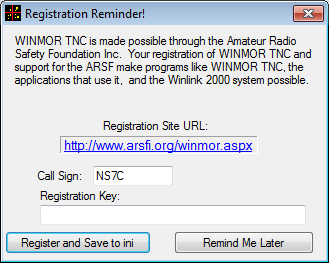 Registration Reminder!
WINMOR TNC is made possible through the Amateur Radio
Safety Foundation Inc. Your registration of WINMOR TNC and
support for the ARSF make programs like WINMOR TNC, the
applications that use it, and the Winlink 2000 system possible.
Registration Site URL:
http://www.arsfi.org/winmor.aspx
Call Sign: NS7C
Registration Key:
Register and Save to ini Remind Me Later